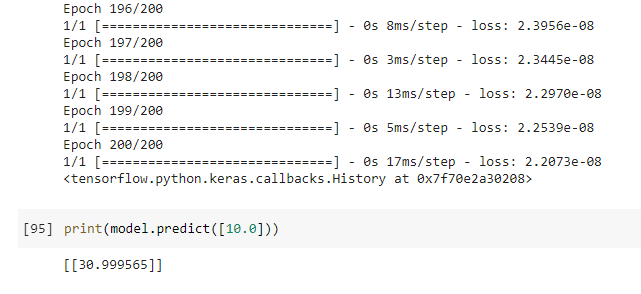 Epoch 196/200
1/1 [==============================] - 0s 8ms/step - loss: 2.3956e-08
Epoch 197/200
1/1 [==============================] - 0s 3ms/step - loss: 2.3445e-08
Epoch 198/200
1/1 [==============================] - 0s 13ms/step - loss: 2.2970e-08
Epoch 199/200
1/1 [==============================] - 0s 5ms/step - loss: 2.2539e-08
Epoch 200/200
1/1 [==============================] - 0s 17ms/step - loss: 2.2073e-08
<tensorflow.python.keras.callbacks.History at 0x7f70e2a30208>
[95] print(model.predict([10.0]))
[[30.999565]]